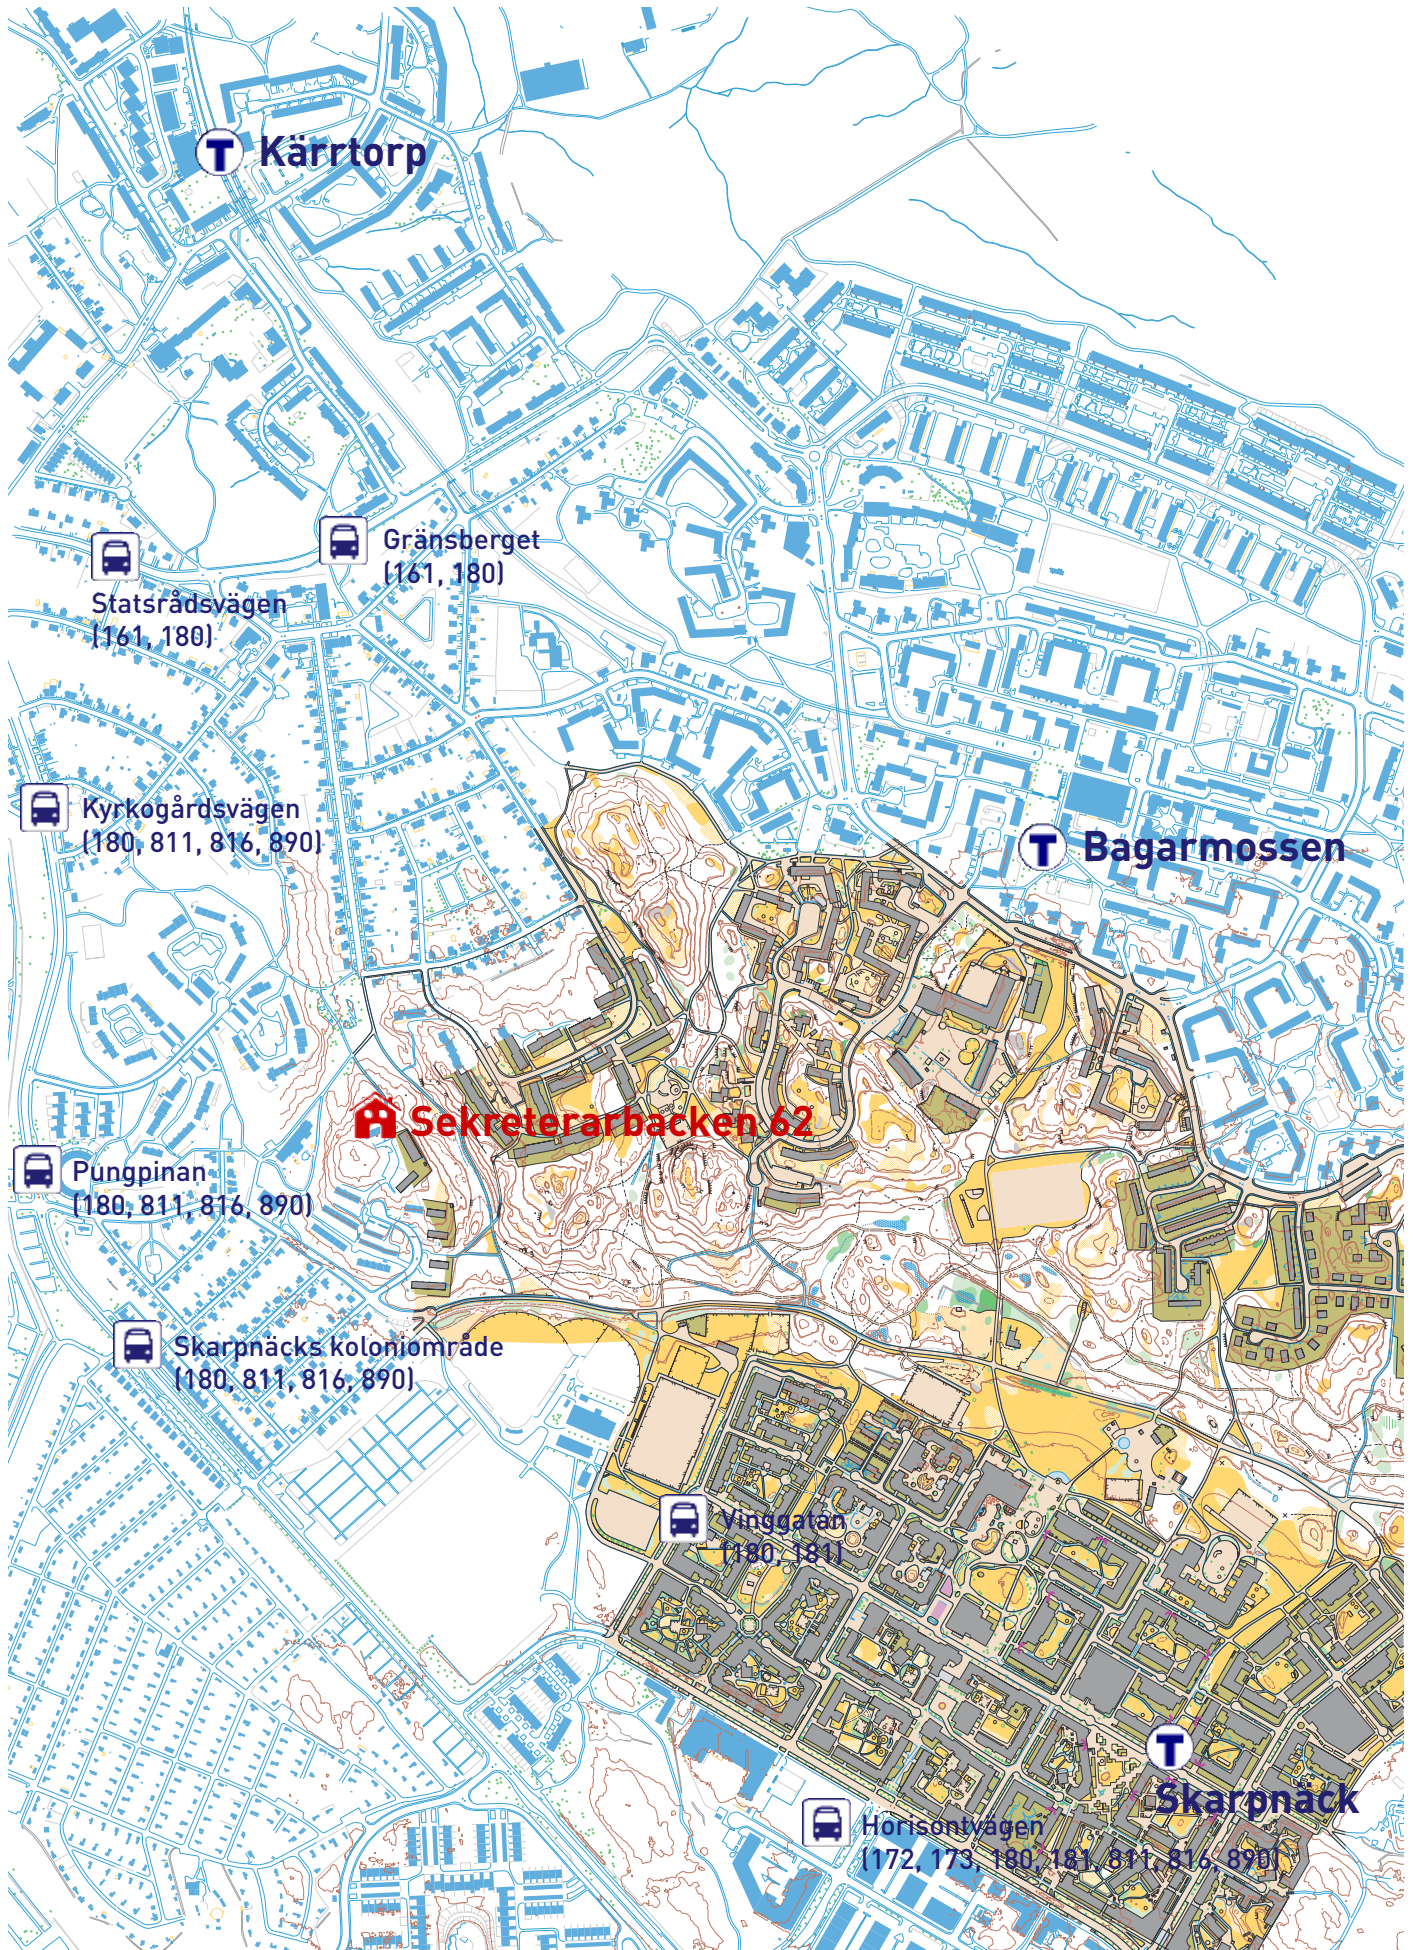 T Kärrtorp
Gränsberget
(161, 180)
Statsrådsvägen
(161, 180)
Kyrkogårdsvägen
(180, 811, 816, 890)
T Bagarmossen
Sekreterarbacken 62
Pungpinan
(180, 811, 816, 890)
Skarpnäcks koloniområde
(180, 811, 816, 890)
Vinggatan
(180, 181)
T
Skarpnäck
Horisontvägen
(172, 173, 180, 181, 811, 816, 890)